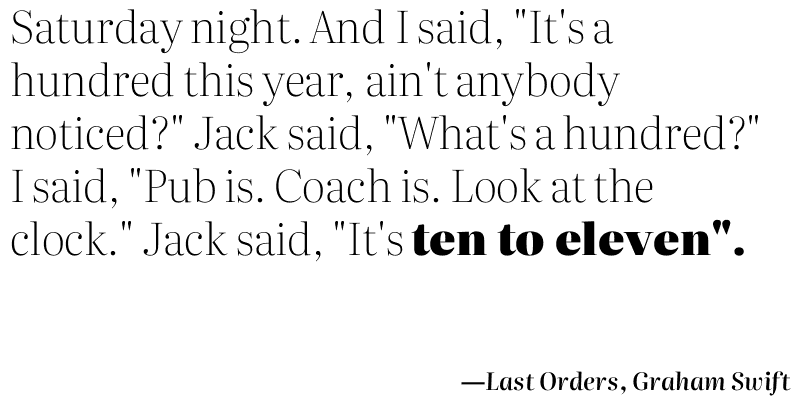 Saturday night. And I said, "It's a
hundred this year, ain't anybody
noticed?" Jack said, "What's a hundred?"
I said, "Pub is. Coach is. Look at the
clock." Jack said, "It's ten to eleven".
—Last Orders, Graham Swift